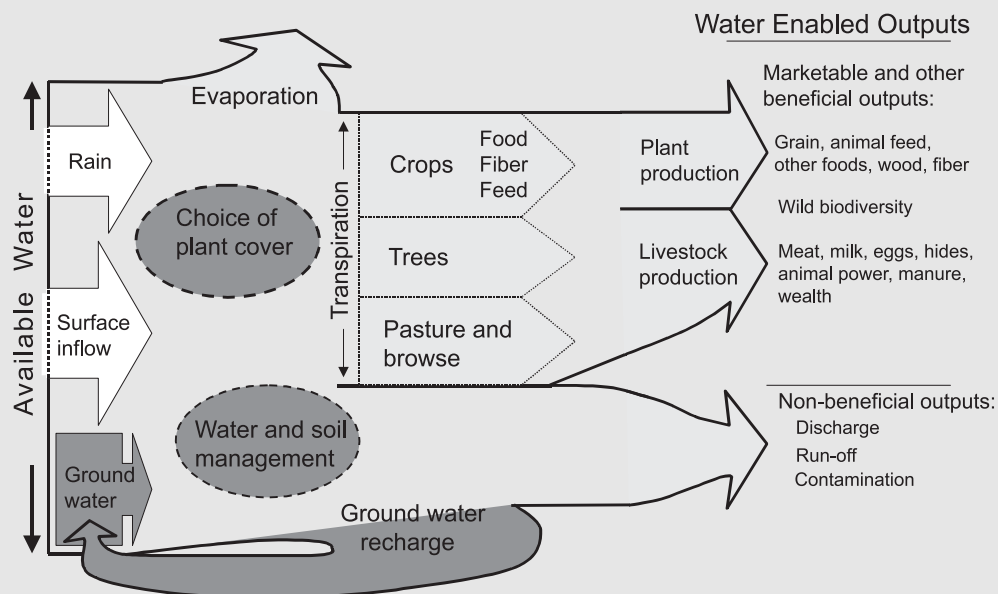 Water Enabled Outputs
Marketable and other
beneficial outputs:
Grain, animal feed,
other foods, wood, fiber
Wild biodiversity
Meat, milk, eggs, hides,
animal power, manure,
wealth
Non-beneficial outputs:
Discharge
Run-off
Contamination
Available Water
Rain
Surface
inflow
Ground
water
Evaporation
Choice of
plant cover
Water and soil
management
Ground water
recharge
Transpiration
Crops
Food
Fiber
Feed
Trees
Pasture and
browse
Plant
production
Livestock
production